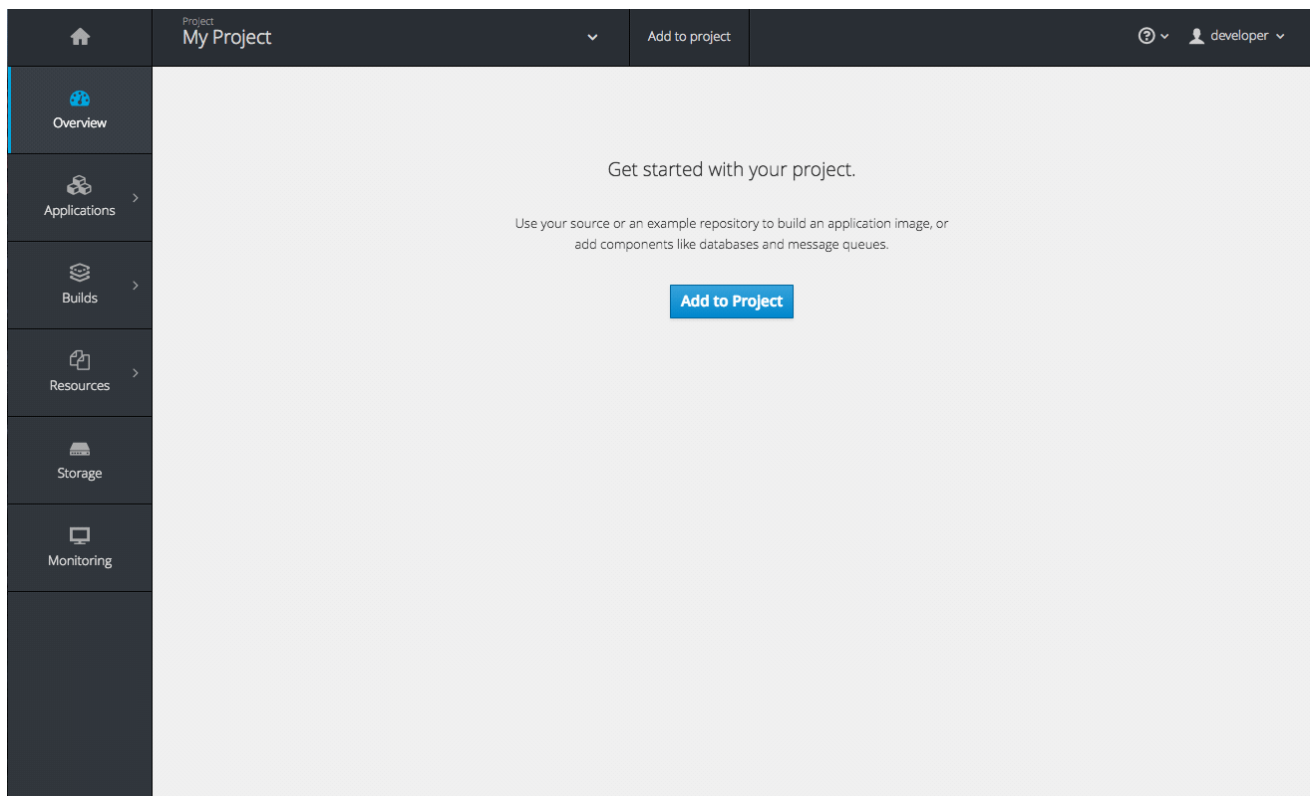 Project
My Project
Add to project
developer
Overview
Applications
Builds
Resources
Storage
Monitoring
Get started with your project.
Use your source or an example repository to build an application image, or
add components like databases and message queues.
Add to Project